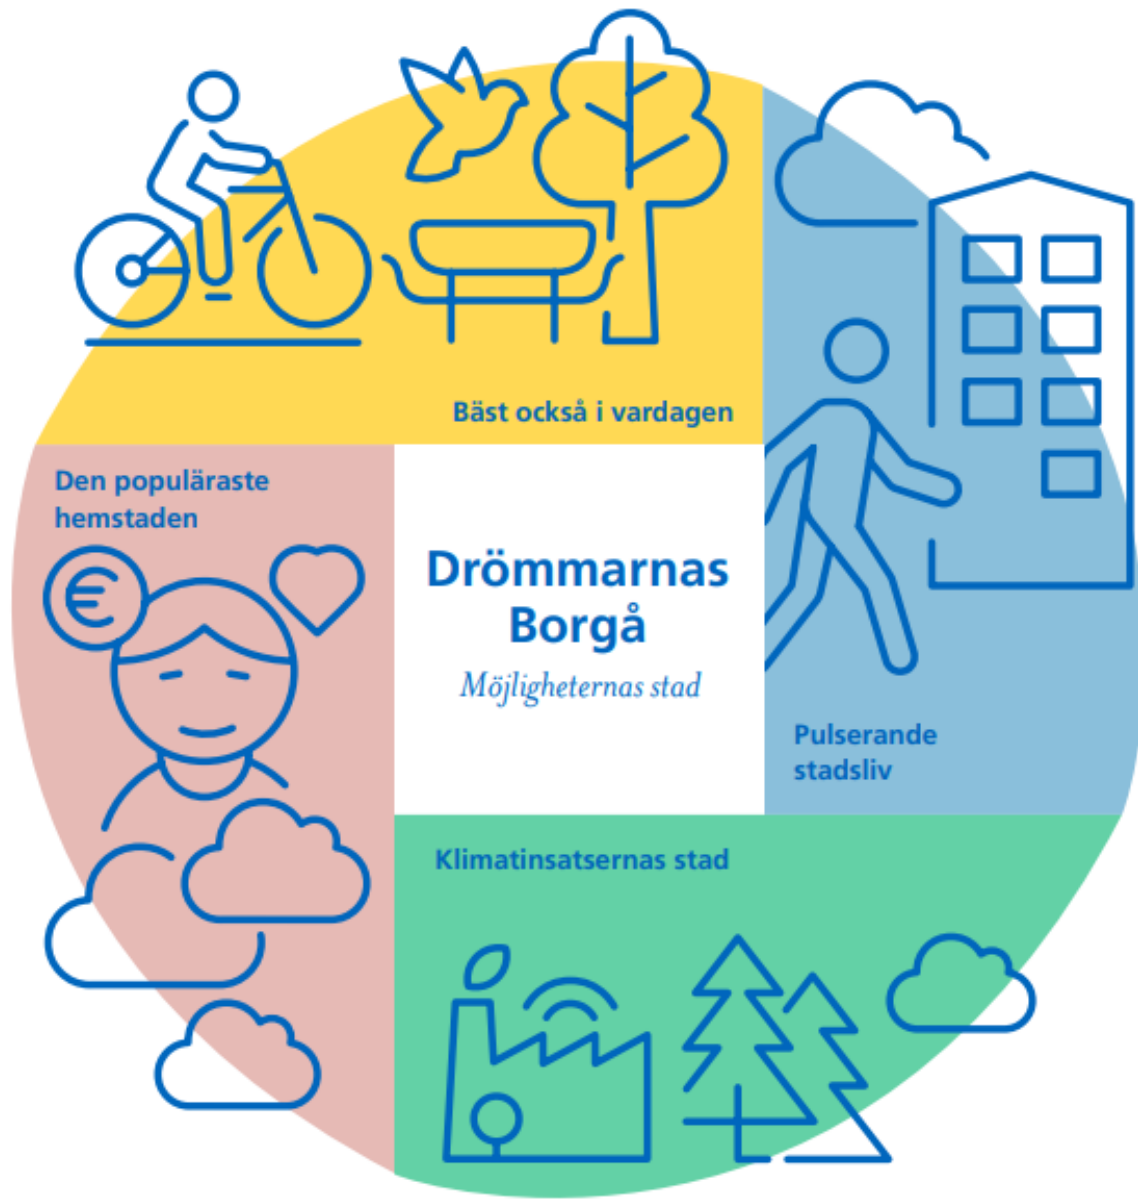 Bäst också i vardagen
Den populäraste
hemstaden
Drömmarnas
Borgå
Möjligheternas stad
Pulserande
stadsliv
Klimatinsatsernas stad